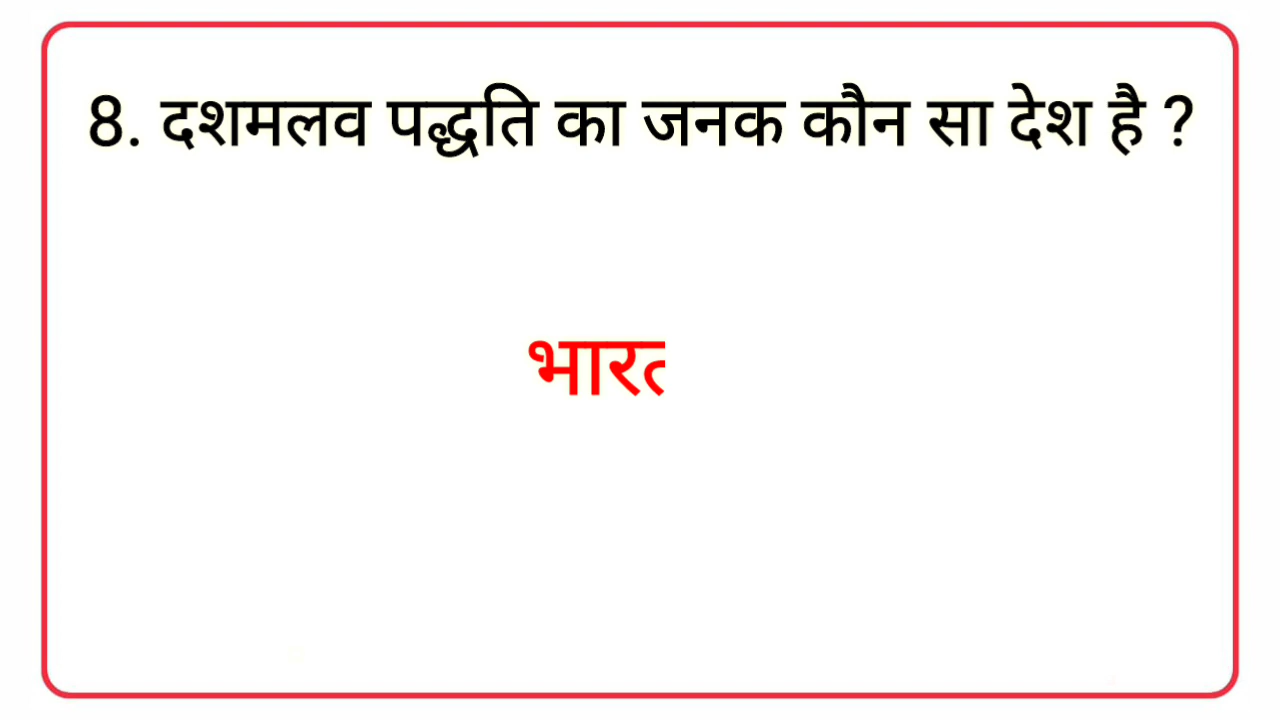 8. दशमलव पद्धति का जनक कौन सा देश है ?
भारत